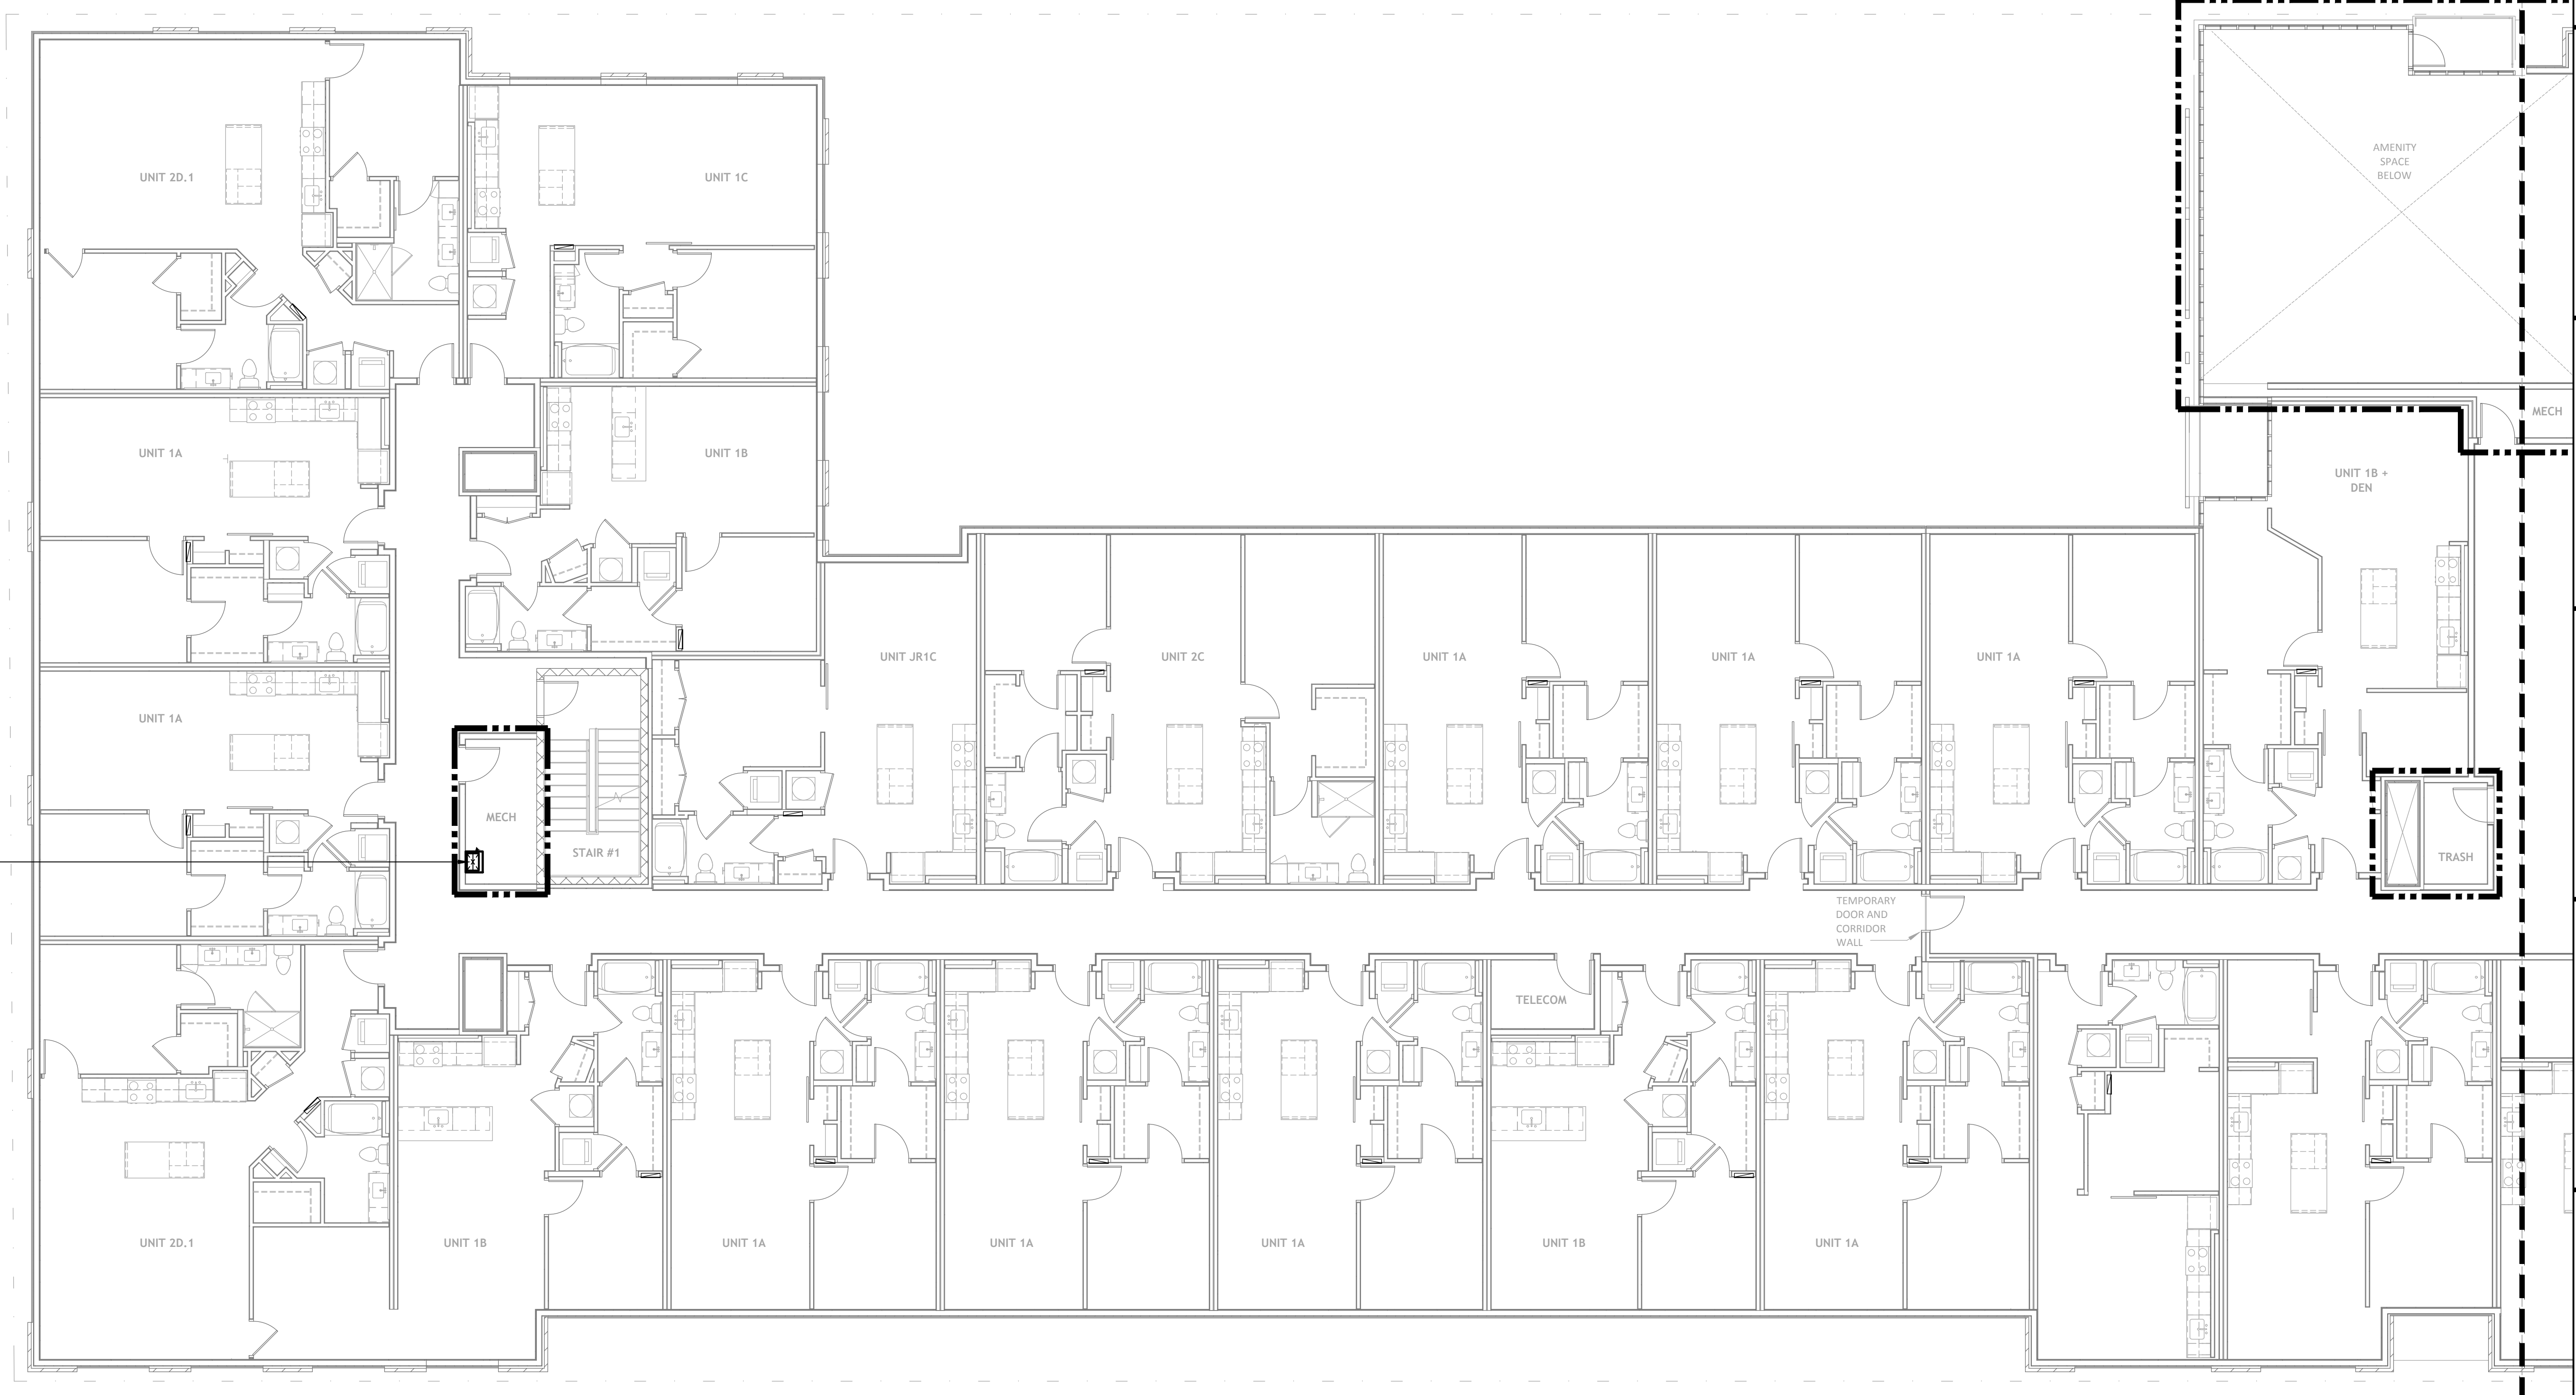 AMENITY
SPACE
BELOW
UNIT 2D.1
UNIT 1C
MECH
UNIT 1A
UNIT 1B
UNIT 1B +
DEN
UNIT JR1C
UNIT 2C
UNIT 1A
UNIT 1A
UNIT 1A
UNIT 1A
MECH
STAIR #1
TRASH
TEMPORARY
DOOR AND
CORRIDOR
WALL
TELECOM
UNIT 2D.1
UNIT 1B
UNIT 1A
UNIT 1A
UNIT 1A
UNIT 1B
UNIT 1A